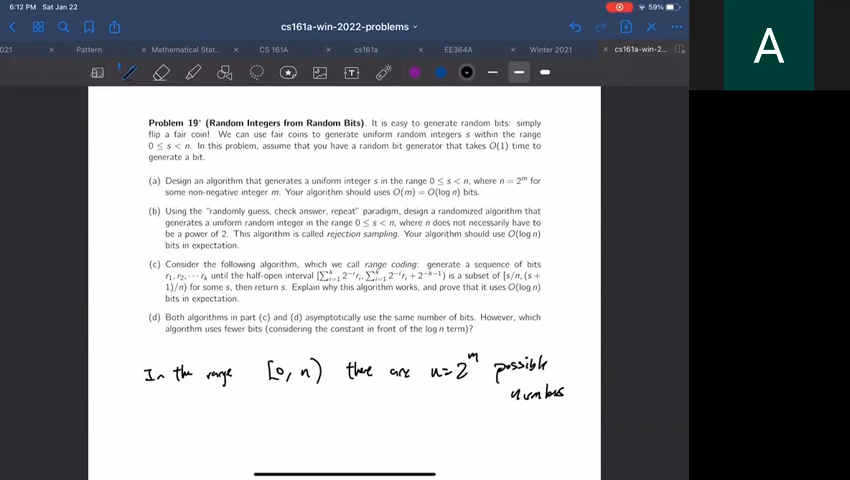 6:12 PM Sat Jan 22
59%
cs161a-win-2022-problems
021
Pattern
Mathematical Stat...
CS 161A
cs161a
EE364A
Winter 2021
cs161a-win-2...
A
Problem 19* (Random Integers from Random Bits). It is easy to generate random bits: simply
flip a fair coin! We can use fair coins to generate uniform random integers s within the range
0 ≤ s < n. In this problem, assume that you have a random bit generator that takes O(1) time to
generate a bit.
(a) Design an algorithm that generates a uniform integer s in the range 0 ≤ s < n, where n = 2^m for
some non-negative integer m. Your algorithm should uses O(m) = O(log n) bits.
(b) Using the "randomly guess, check answer, repeat" paradigm, design a randomized algorithm that
generates a uniform random integer in the range 0 ≤ s < n, where n does not necessarily have to
be a power of 2. This algorithm is called rejection sampling. Your algorithm should use O(log n)
bits in expectation.
(c) Consider the following algorithm, which we call range coding: generate a sequence of bits
r₁, r₂, ··· rₖ until the half-open interval [∑ᵢ₌₁ᵏ 2⁻ⁱrᵢ, ∑ᵢ₌₁ᵏ 2⁻ⁱrᵢ + 2⁻ᵏ⁻¹) is a subset of [s/n, (s +
1)/n) for some s, then return s. Explain why this algorithm works, and prove that it uses O(log n)
bits in expectation.
(d) Both algorithms in part (c) and (d) asymptotically use the same number of bits. However, which
algorithm uses fewer bits (considering the constant in front of the log n term)?
In the range [0, n) there are n = 2^m possible
numbers